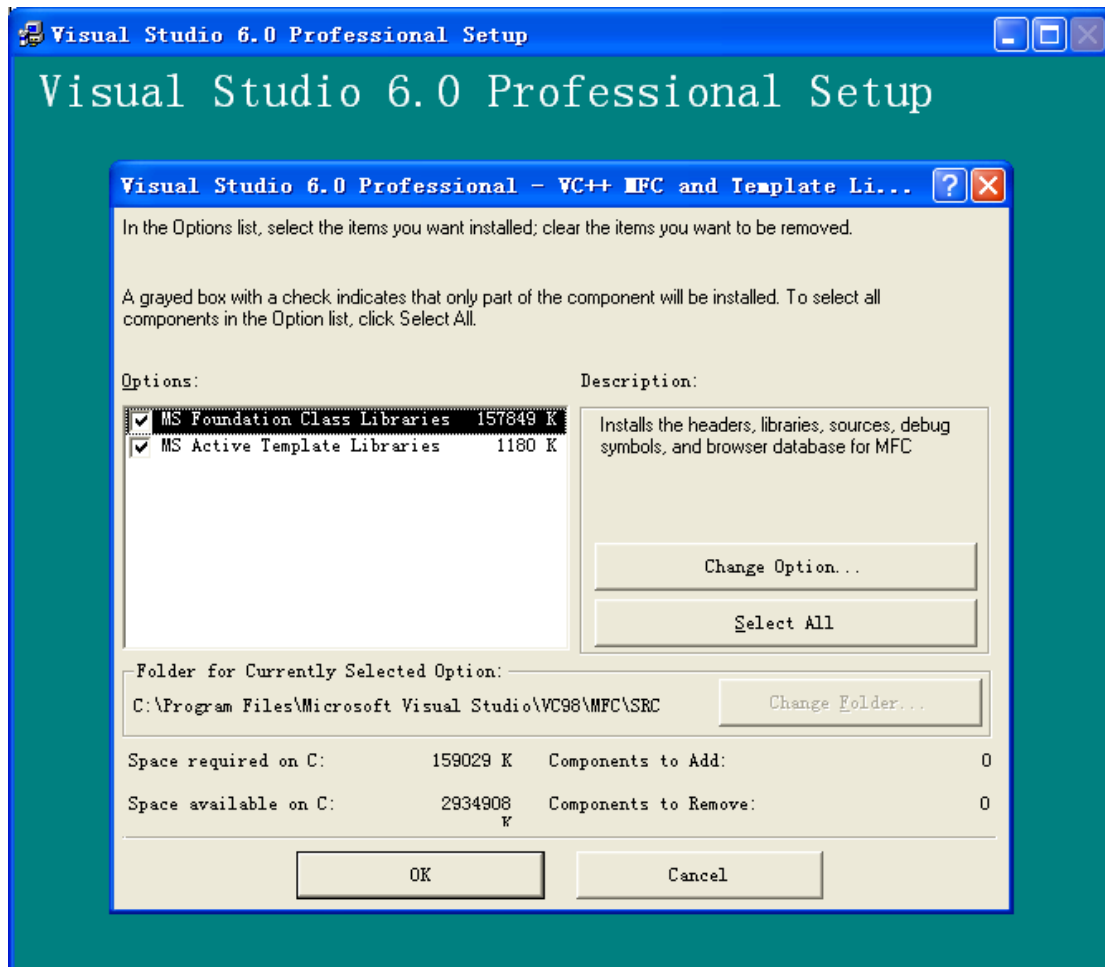 Visual Studio 6.0 Professional Setup
Visual Studio 6.0 Professional Setup
Visual Studio 6.0 Professional - VC++ MFC and Template Li...
In the Options list, select the items you want installed; clear the items you want to be removed.
A grayed box with a check indicates that only part of the component will be installed. To select all
components in the Option list, click Select All.
Options:
Description:
MS Foundation Class Libraries 157849 K
MS Active Template Libraries 1180 K
Installs the headers, libraries, sources, debug
symbols, and browser database for MFC
Change Option...
Select All
Folder for Currently Selected Option:
C:\Program Files\Microsoft Visual Studio\VC98\MFC\SRC
Change Folder...
Space required on C: 159029 K Components to Add: 0
Space available on C: 2934908 Components to Remove: 0
K
OK
Cancel